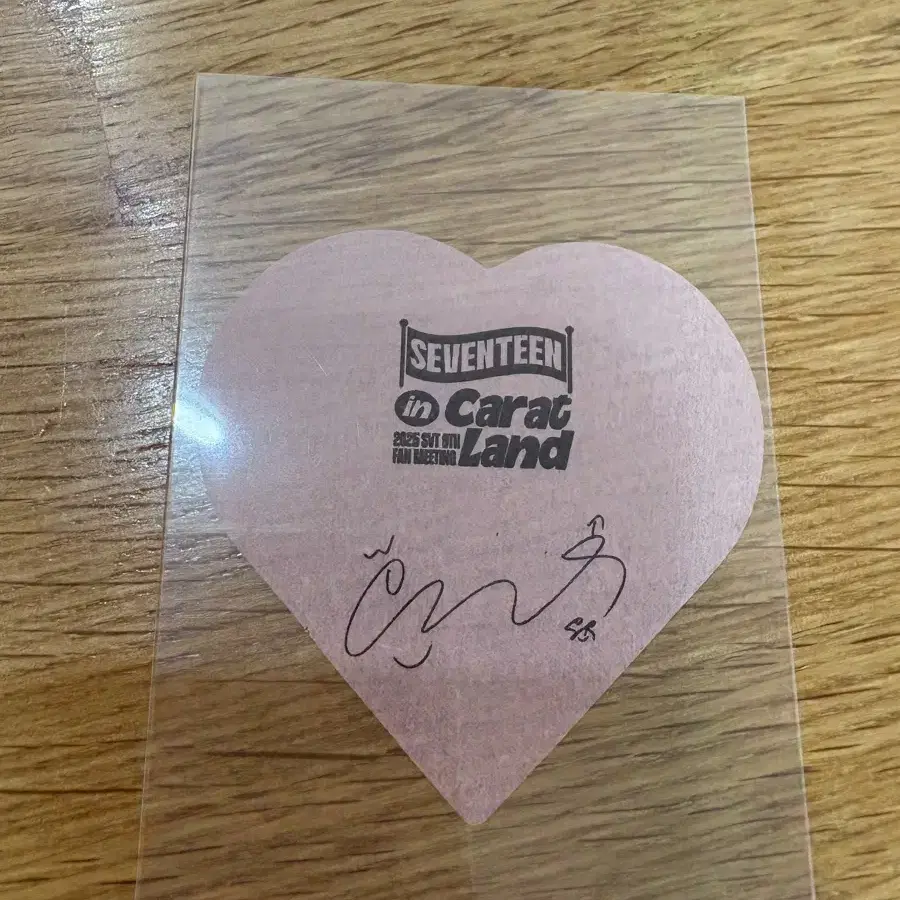 SEVENTEEN
in Carat
2025 SVT 9TH
FAN MEETING
Land